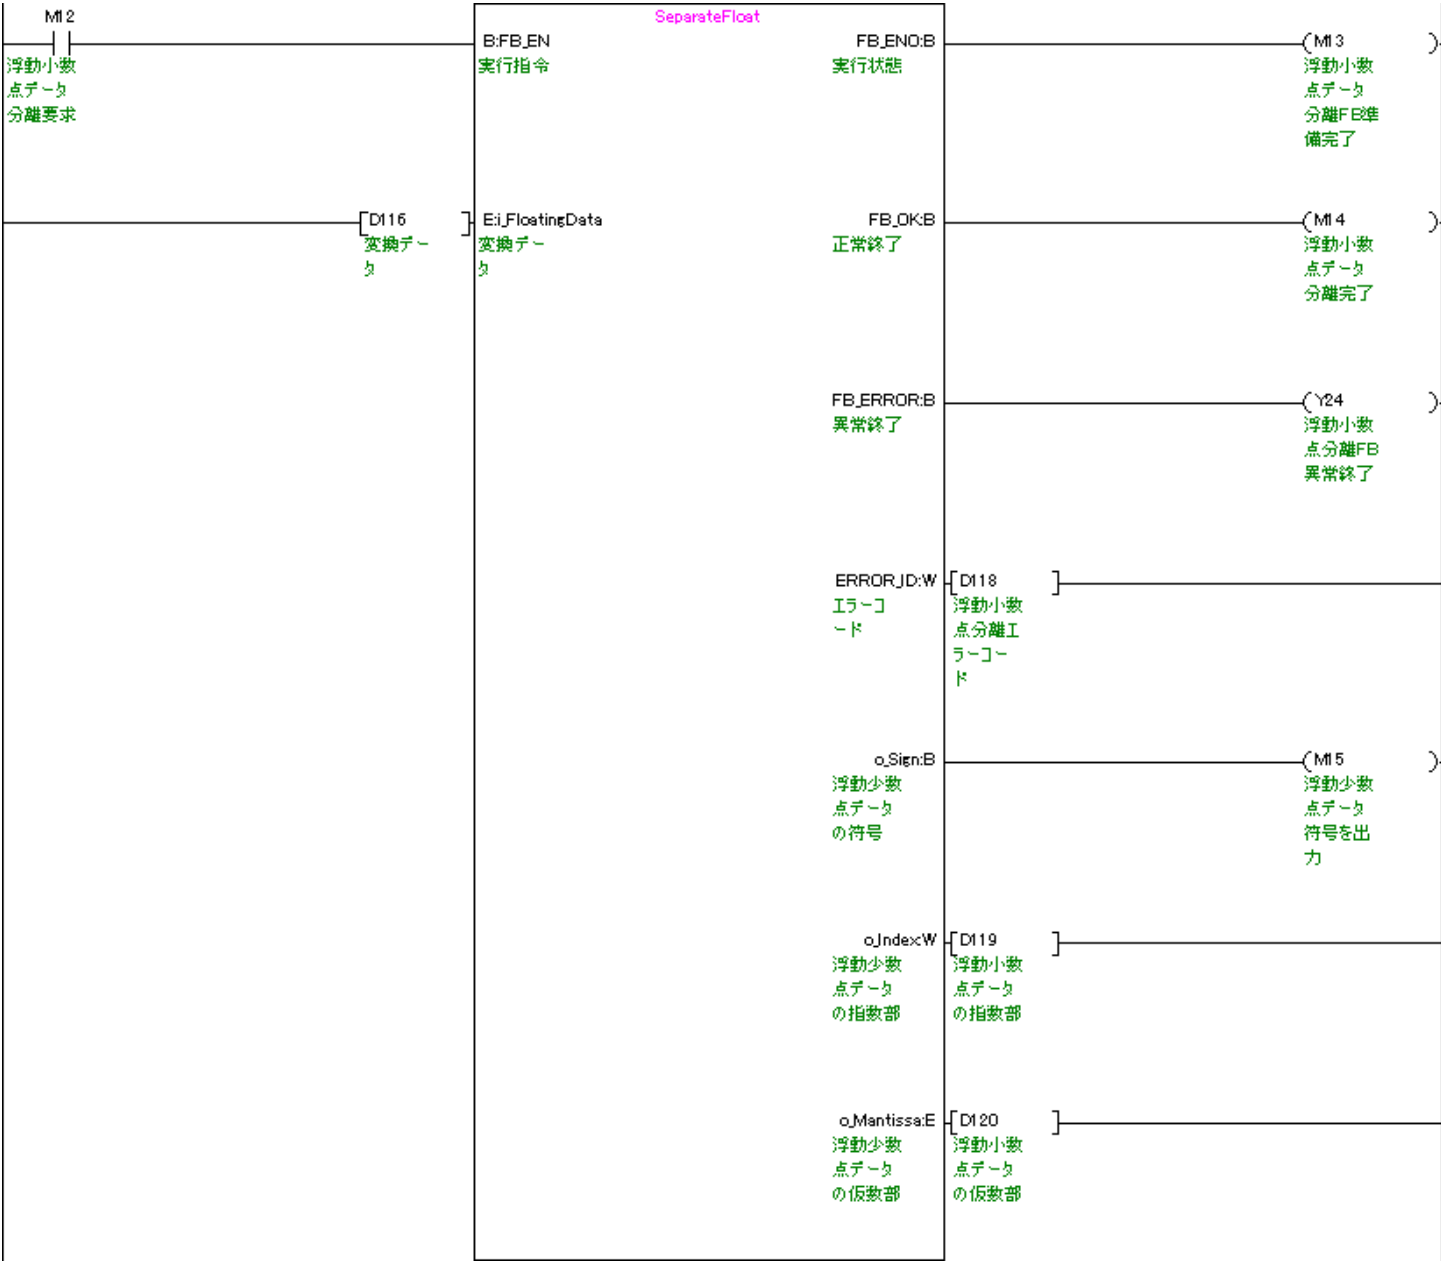 SeparateFloat
M12
浮動小数
点データ
分離要求
B:FB_EN
実行指令
FB_ENO:B
実行状態
M13
浮動小数
点データ
分離FB準
備完了
D116
変換デー
タ
E:i_FloatingData
変換デー
タ
FB_OK:B
正常終了
M14
浮動小数
点データ
分離完了
FB_ERROR:B
異常終了
Y24
浮動小数
点分離FB
異常終了
ERROR_ID:W
エラーコ
ード
D118
浮動小数
点分離エ
ラーコー
ド
o_Sign:B
浮動少数
点データ
の符号
M15
浮動少数
点データ
符号を出
力
o_Index:W
浮動少数
点データ
の指数部
D119
浮動小数
点データ
の指数部
o_Mantissa:E
浮動少数
点データ
の仮数部
D120
浮動小数
点データ
の仮数部